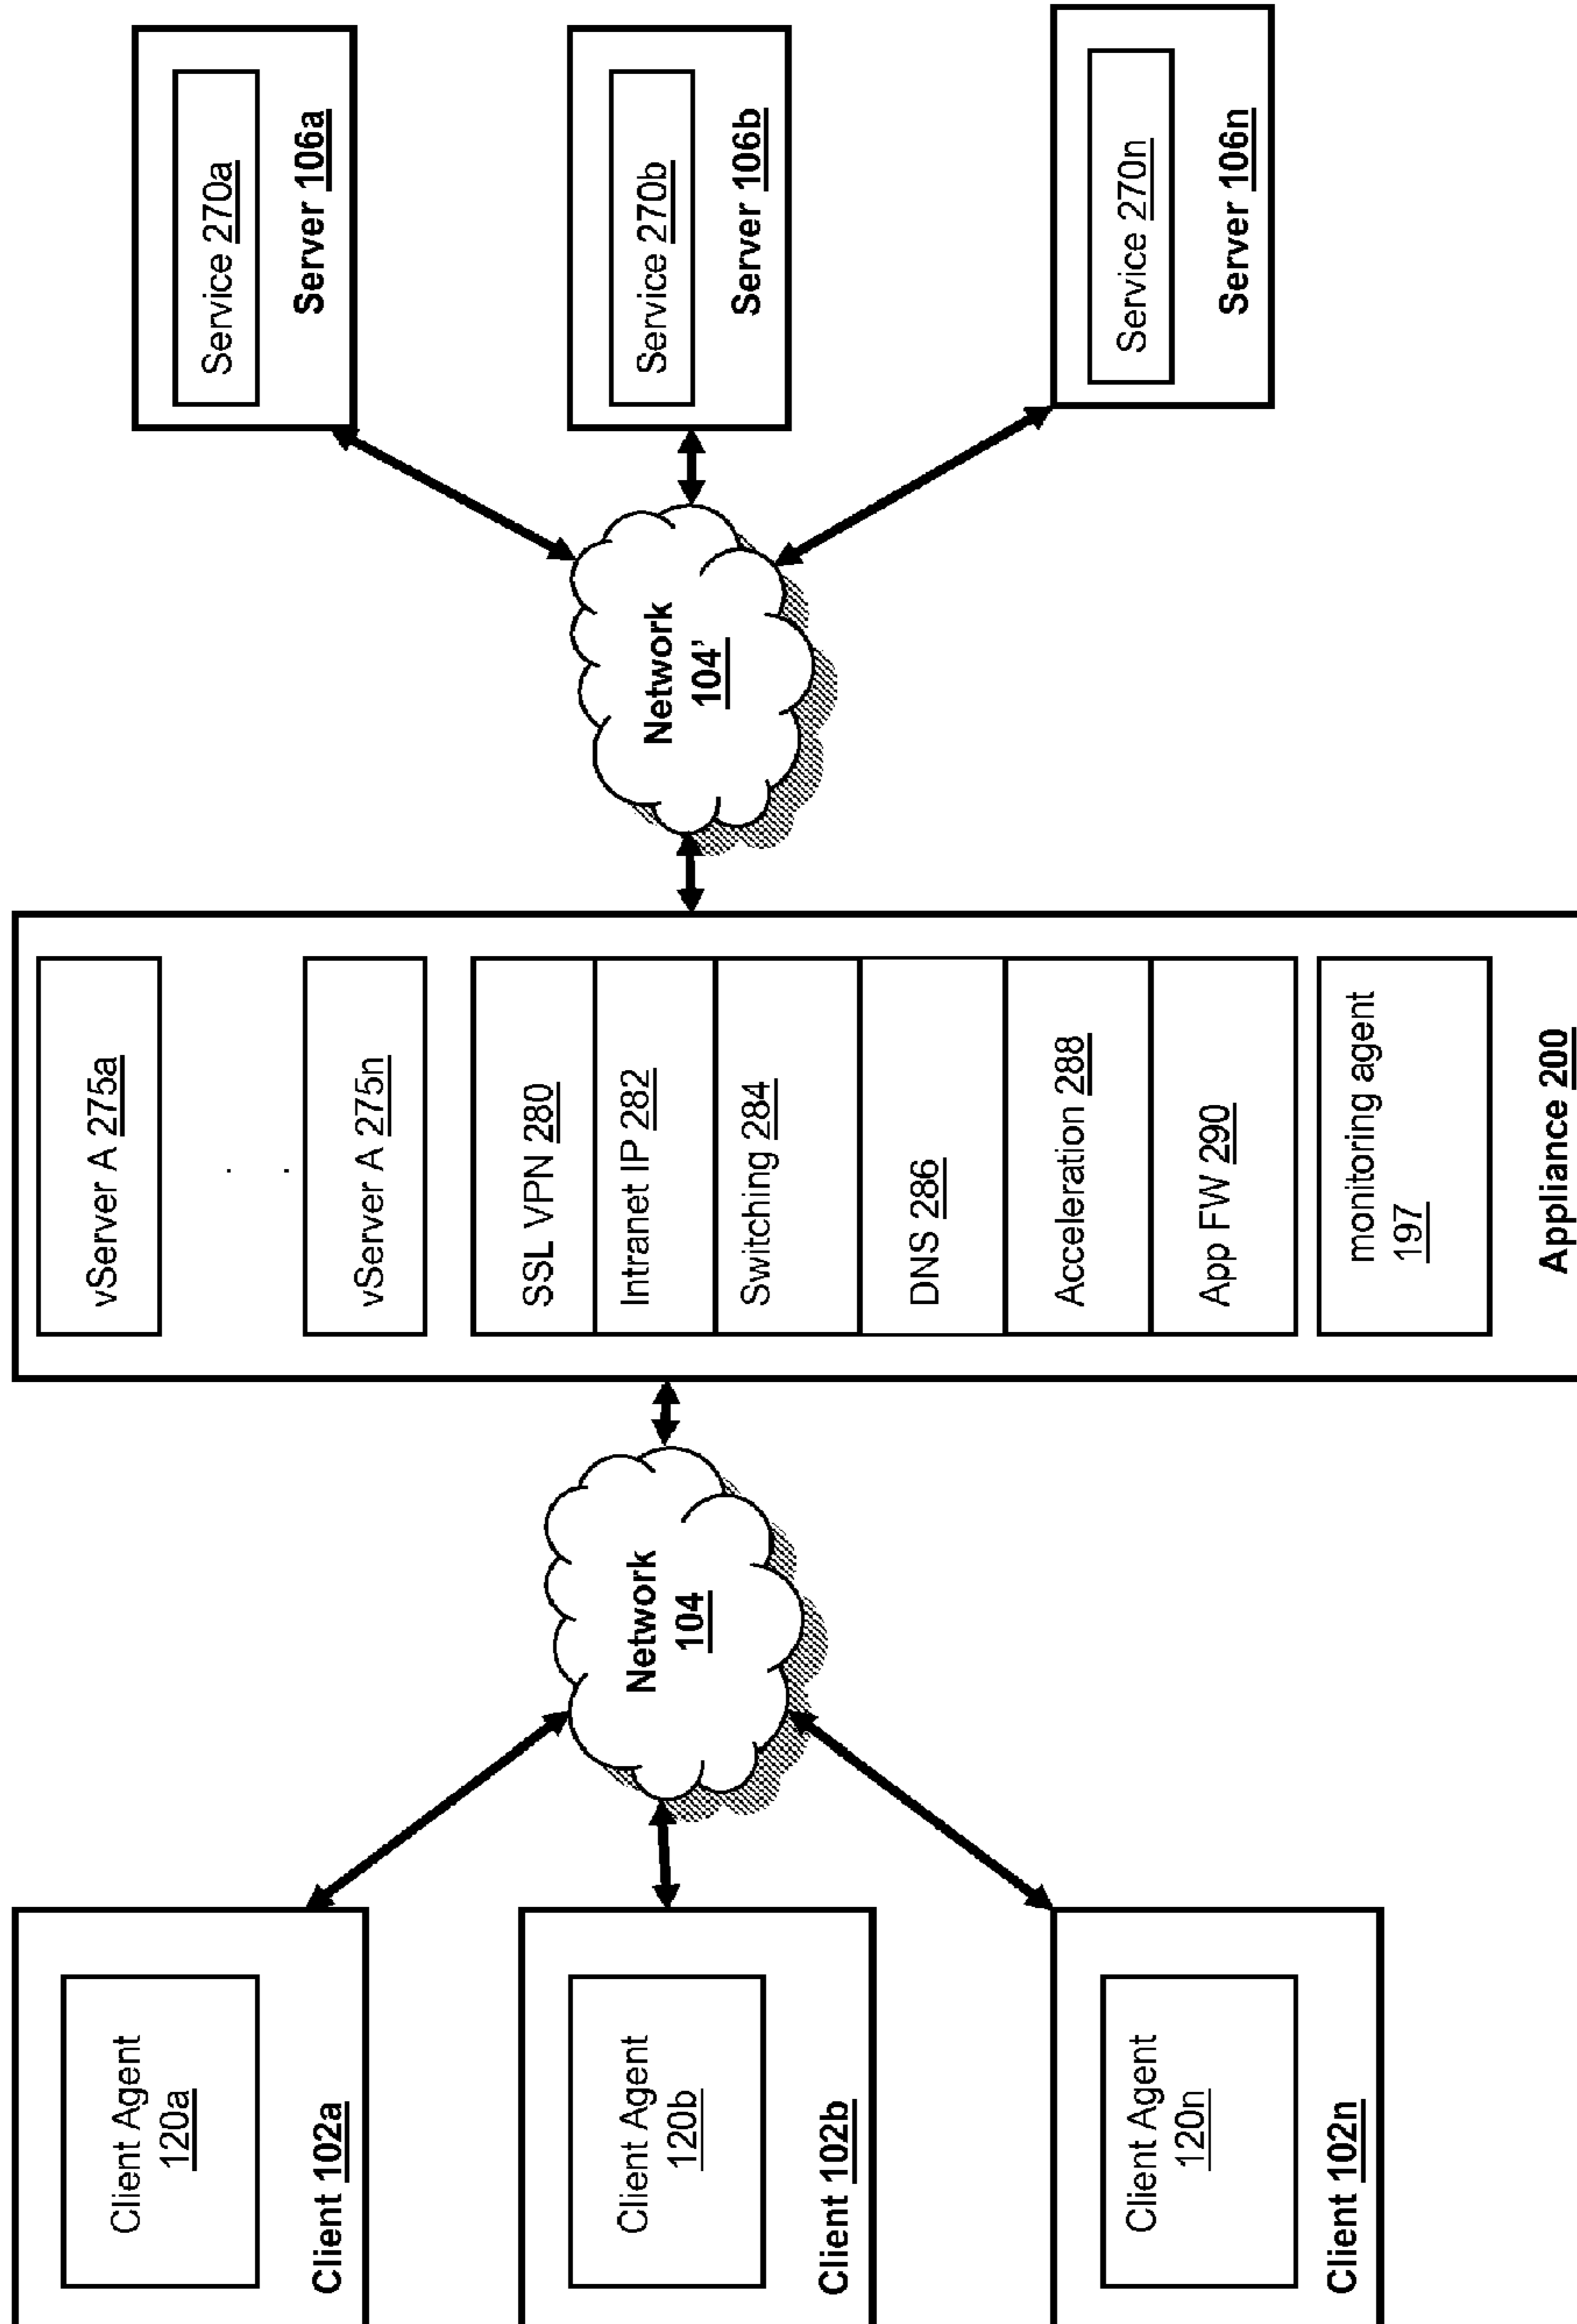 Client Agent
120a
Client 102a
Client Agent
120b
Client 102b
Client Agent
120n
Client 102n
Network
104
vServer A 275a
. .
vServer A 275n
SSL VPN 280
Intranet IP 282
Switching 284
DNS 286
Acceleration 288
App FW 290
monitoring agent
197
Appliance 200
Network
104'
Service 270a
Server 106a
Service 270b
Server 106b
Service 270n
Server 106n